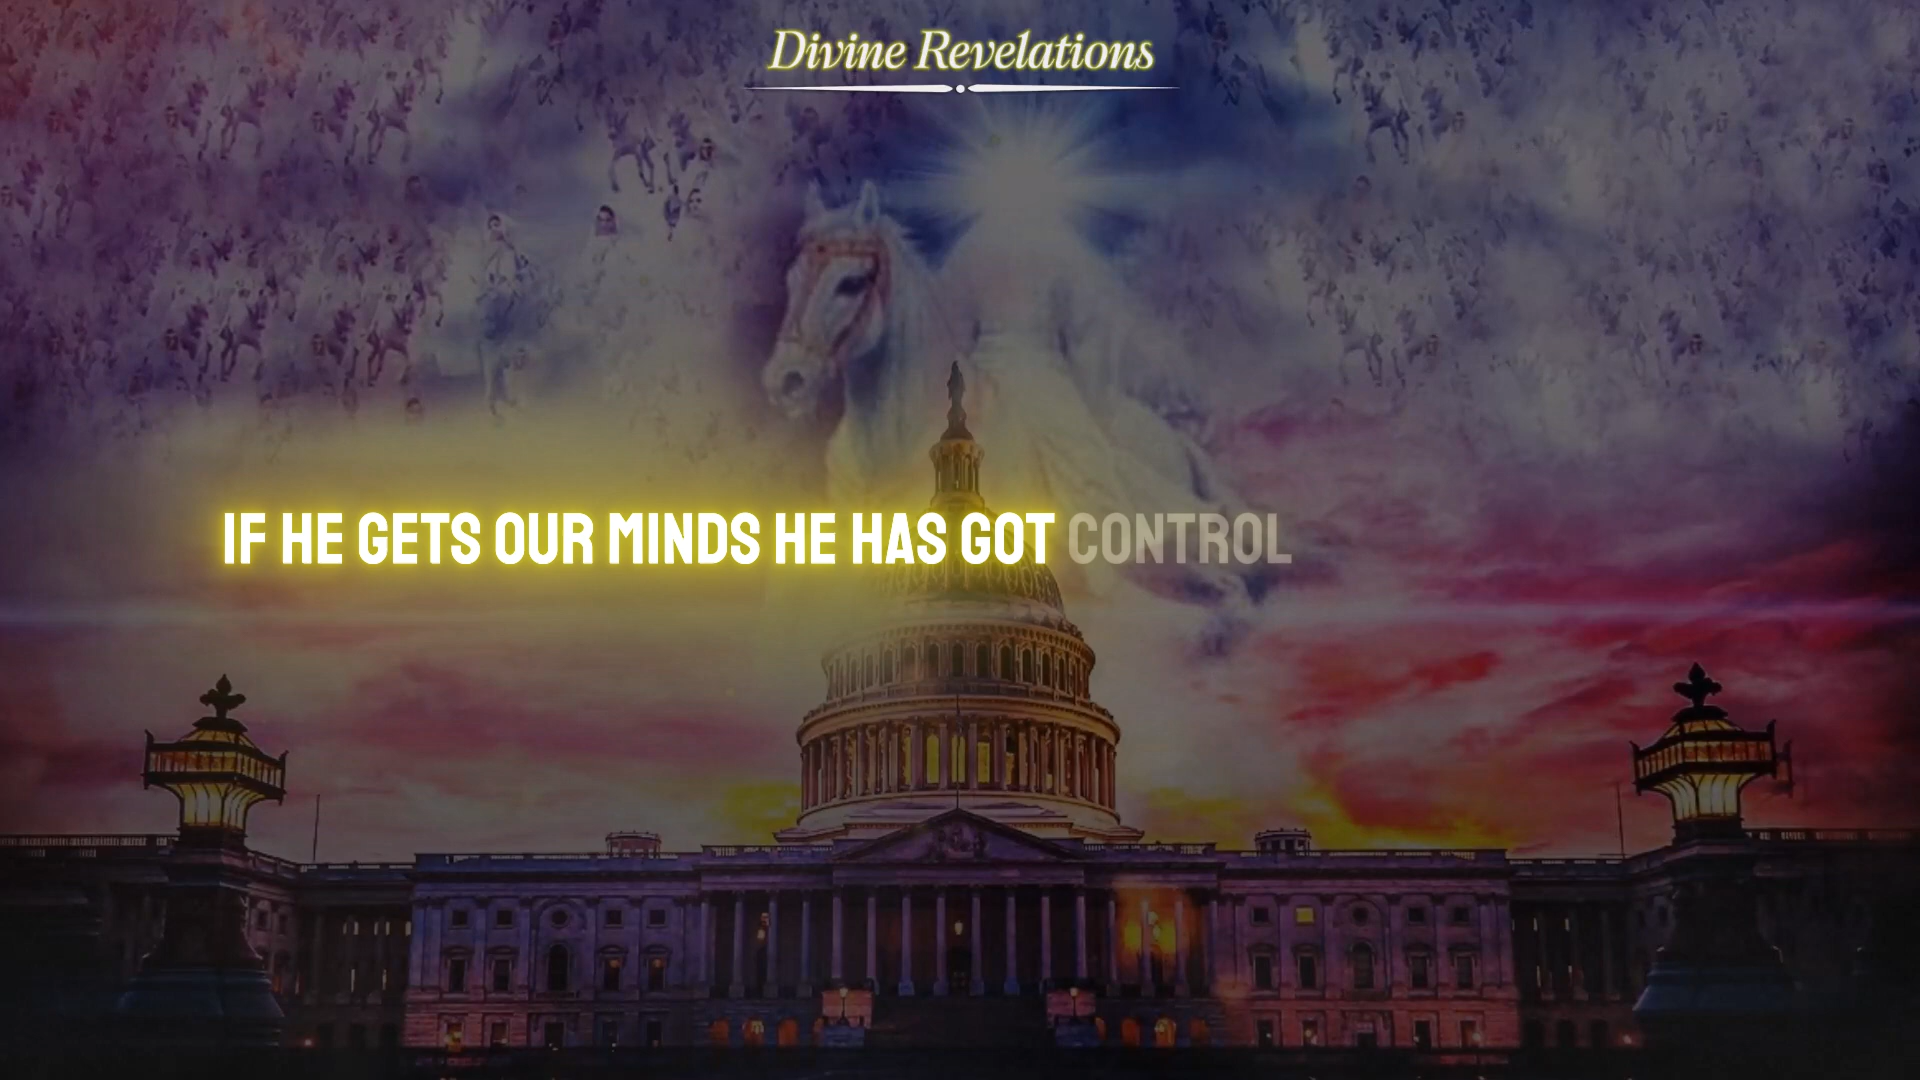 Divine Revelations
IF HE GETS OUR MINDS HE HAS GOT CONTROL